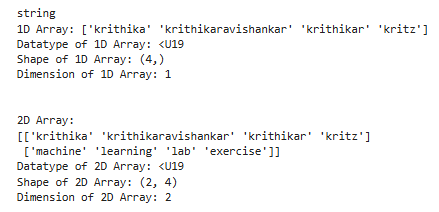 string
1D Array: ['krithika' 'krithikaravishankar' 'krithikar' 'kritz']
Datatype of 1D Array: <U19
Shape of 1D Array: (4,)
Dimension of 1D Array: 1
2D Array:
[['krithika' 'krithikaravishankar' 'krithikar' 'kritz']
['machine' 'learning' 'lab' 'exercise']]
Datatype of 2D Array: <U19
Shape of 2D Array: (2, 4)
Dimension of 2D Array: 2